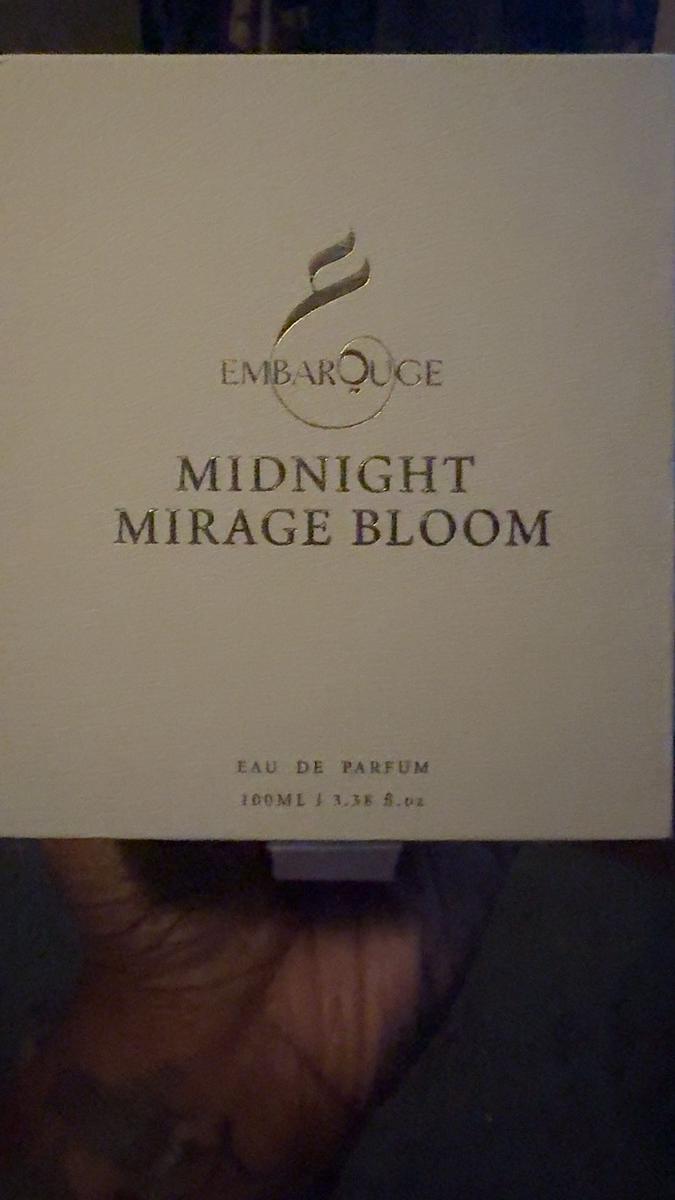 EMBAROUGE
MIDNIGHT
MIRAGE BLOOM
EAU DE PARFUM
100ML | 3.38 fl.oz